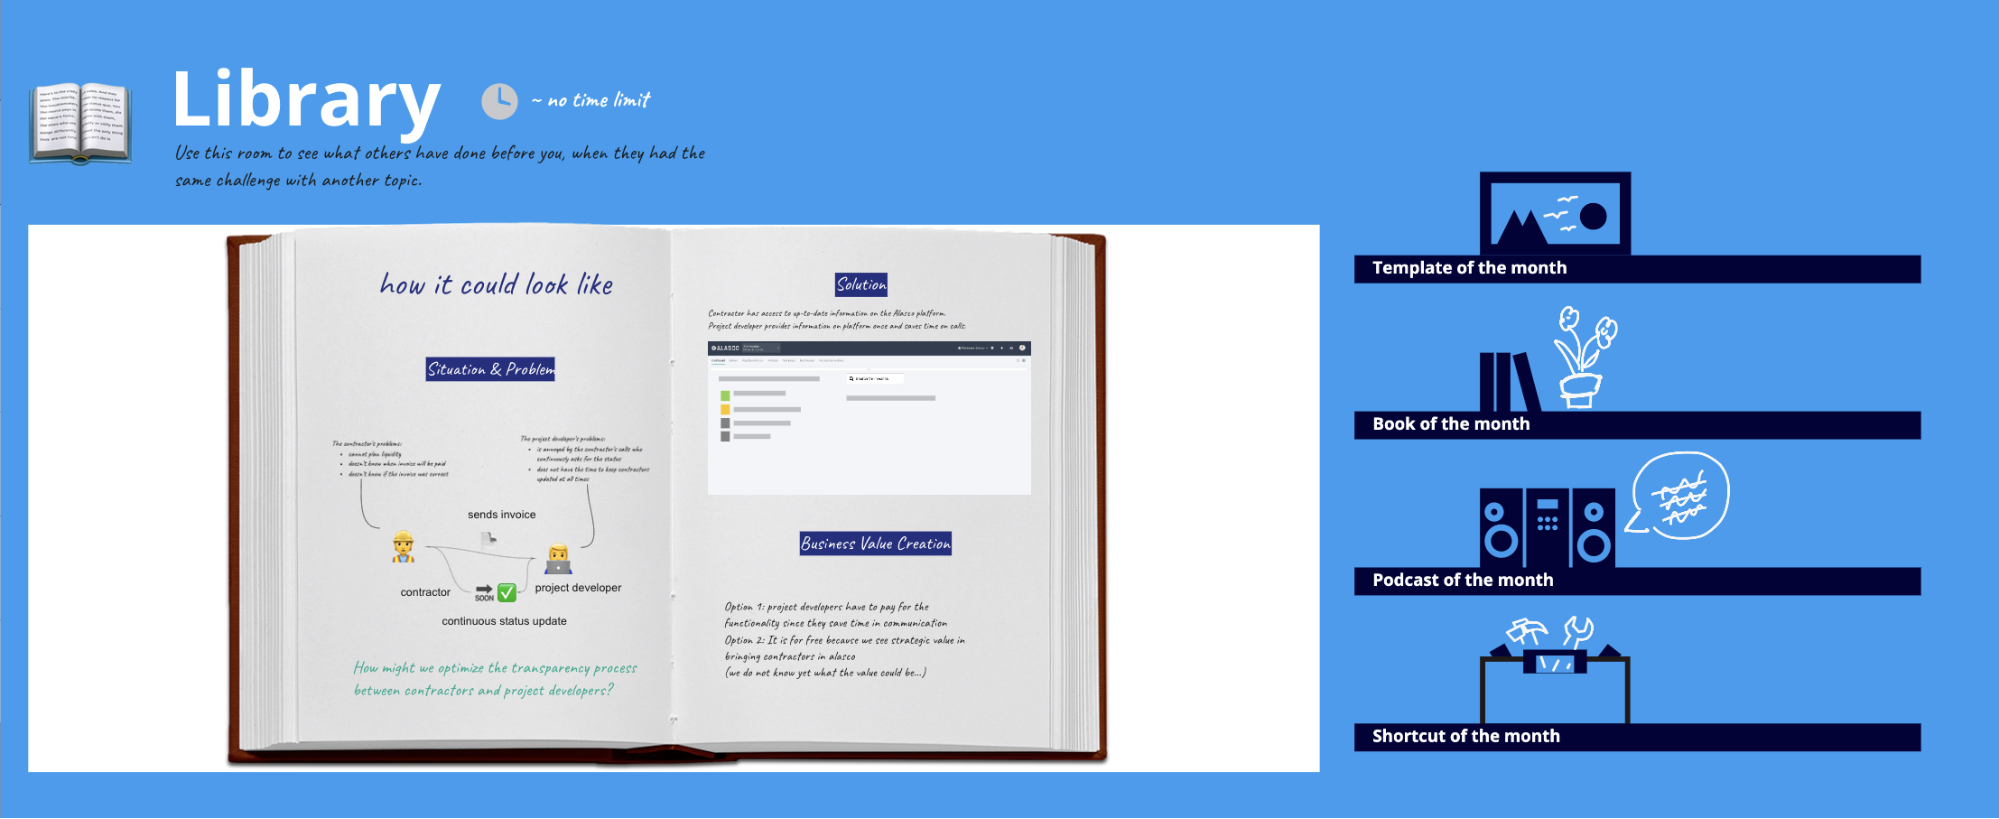 Library
~ no time limit
Use this room to see what others have done before you, when they had the
same challenge with another topic.
how it could look like
Situation & Problem
The contractor's problems:
cannot plan liquidity
doesn't know when invoice will be paid
doesn't know if the invoice was correct
The project developer's problems:
is annoyed by the contractor's calls who
continuously asks for the status
does not have the time to keep contractors
updated at all times
sends invoice
contractor
project developer
SOON
continuous status update
How might we optimize the transparency process
between contractors and project developers?
Solution
Contractor has access to up-to-date information on the Alasco platform.
Project developer provides information on platform once and saves time on calls.
ALASCO
Business Value Creation
Option 1: project developers have to pay for the
functionality since they save time in communication
Option 2: It is for free because we see strategic value in
bringing contractors in alasco
(we do not know yet what the value could be...)
Template of the month
Book of the month
Podcast of the month
Shortcut of the month